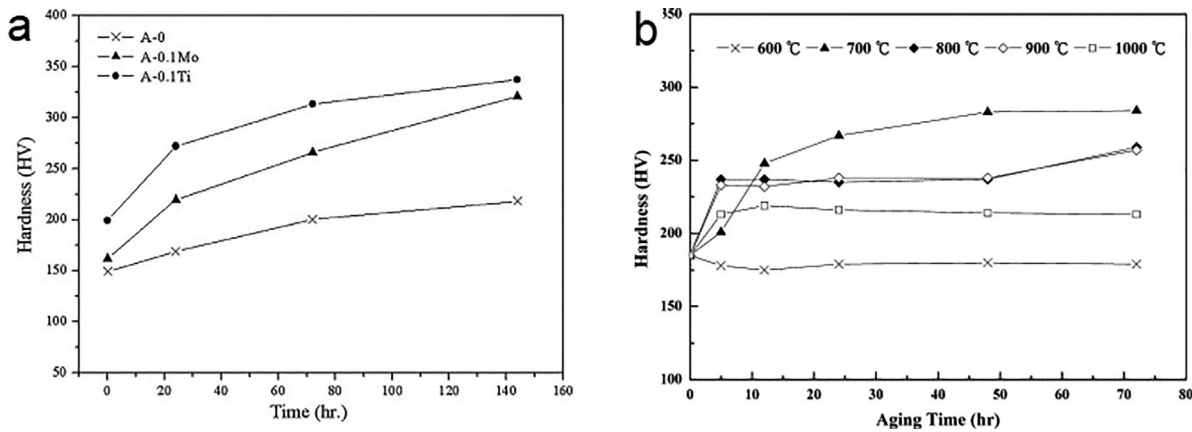 a
400
350
300
250
200
150
100
50
A-0
A-0.1Mo
A-0.1Ti
Hardness (HV)
0 20 40 60 80 100 120 140 160
Time (hr.)
b
350
300
250
200
150
100
600 ℃ 700 ℃ 800 ℃ 900 ℃ 1000 ℃
Hardness (HV)
0 10 20 30 40 50 60 70 80
Aging Time (hr)